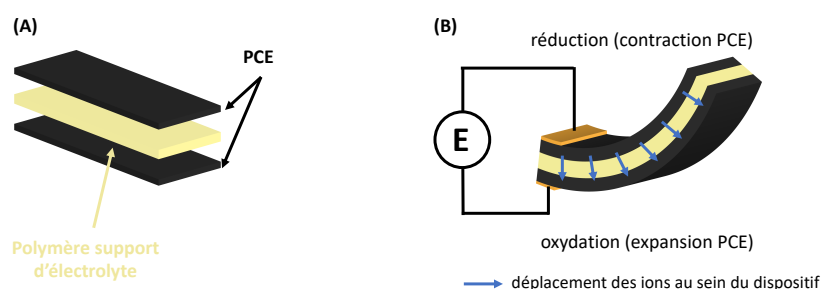 (A)
PCE
Polymère support
d'électrolyte
(B)
réduction (contraction PCE)
E
oxydation (expansion PCE)
déplacement des ions au sein du dispositif